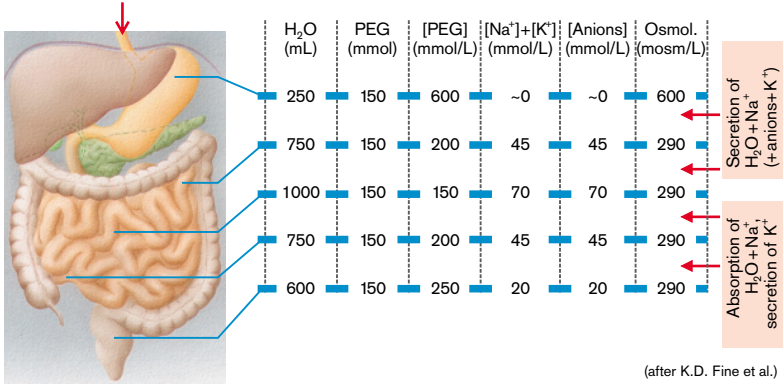 H₂O PEG [PEG] [Na⁺]+[K⁺] [Anions] Osmol.
(mL) (mmol) (mmol/L) (mmol/L) (mmol/L) (mosm/L)
250 150 600 ~0 ~0 600
750 150 200 45 45 290
1000 150 150 70 70 290
750 150 200 45 45 290
600 150 250 20 20 290
Secretion of
H₂O+Na⁺
(+anions+K⁺)
Absorption of
H₂O+Na⁺,
secretion of K⁺
(after K.D. Fine et al.)